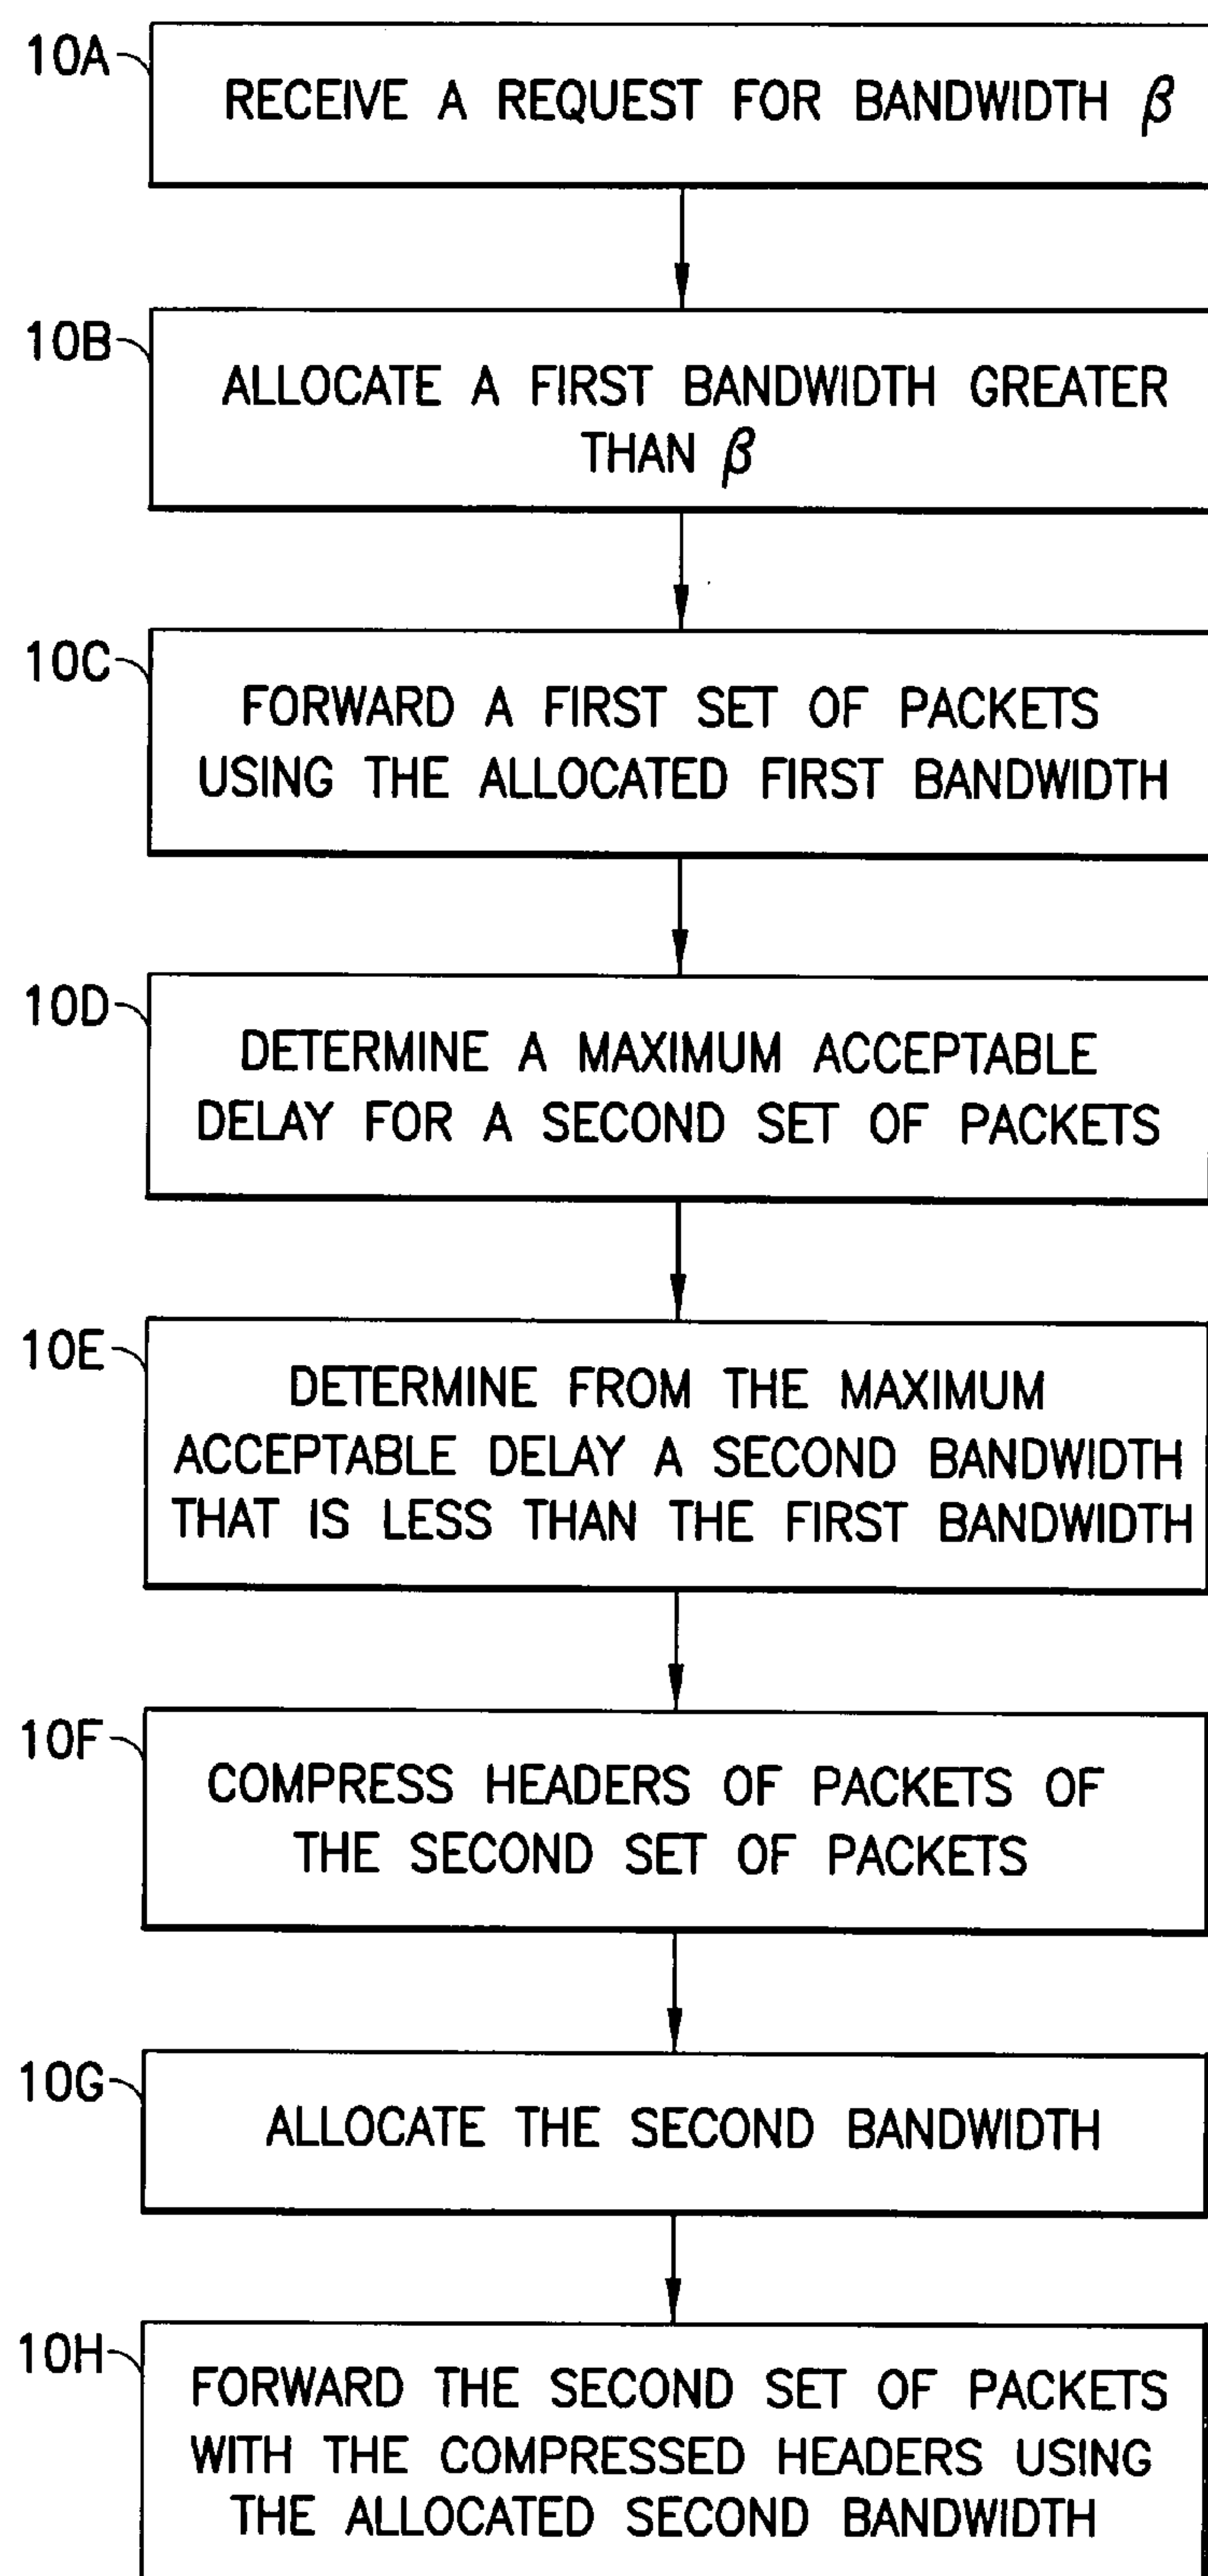 10A
RECEIVE A REQUEST FOR BANDWIDTH β
10B
ALLOCATE A FIRST BANDWIDTH GREATER
THAN β
10C
FORWARD A FIRST SET OF PACKETS
USING THE ALLOCATED FIRST BANDWIDTH
10D
DETERMINE A MAXIMUM ACCEPTABLE
DELAY FOR A SECOND SET OF PACKETS
10E
DETERMINE FROM THE MAXIMUM
ACCEPTABLE DELAY A SECOND BANDWIDTH
THAT IS LESS THAN THE FIRST BANDWIDTH
10F
COMPRESS HEADERS OF PACKETS OF
THE SECOND SET OF PACKETS
10G
ALLOCATE THE SECOND BANDWIDTH
10H
FORWARD THE SECOND SET OF PACKETS
WITH THE COMPRESSED HEADERS USING
THE ALLOCATED SECOND BANDWIDTH